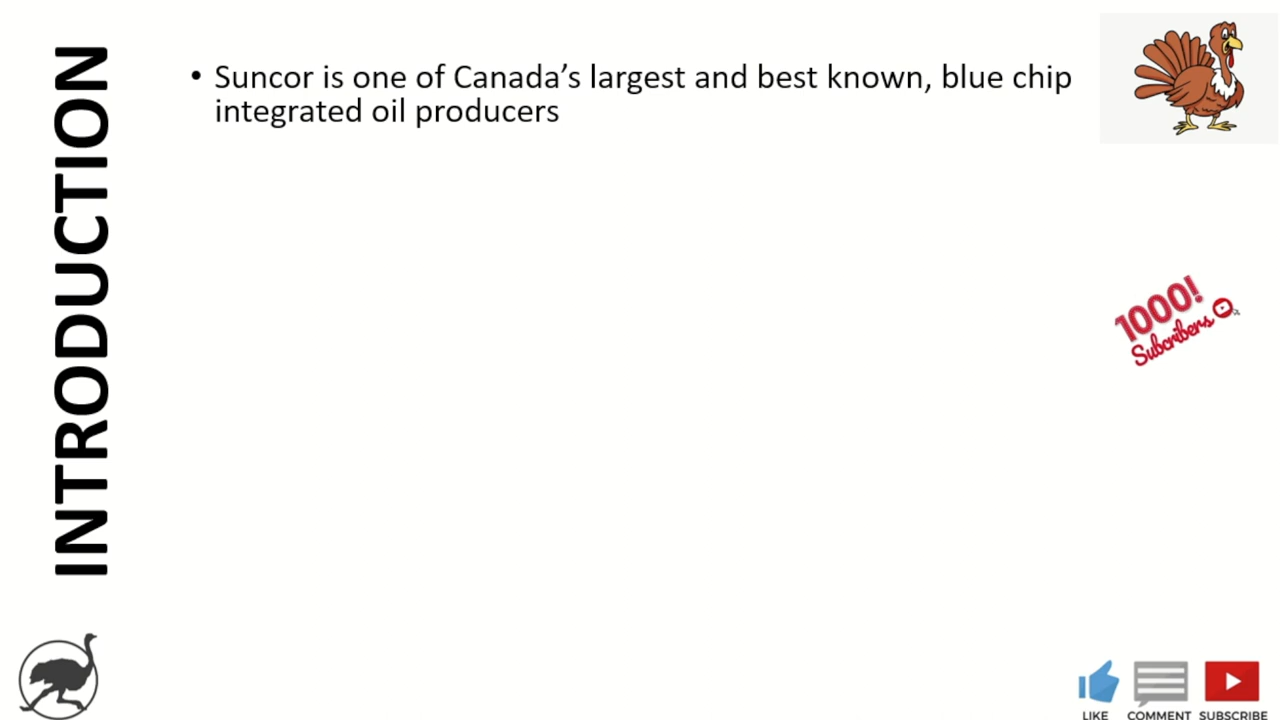 INTRODUCTION
• Suncor is one of Canada’s largest and best known, blue chip
integrated oil producers
1000!
Subcribers
LIKE COMMENT SUBSCRIBE